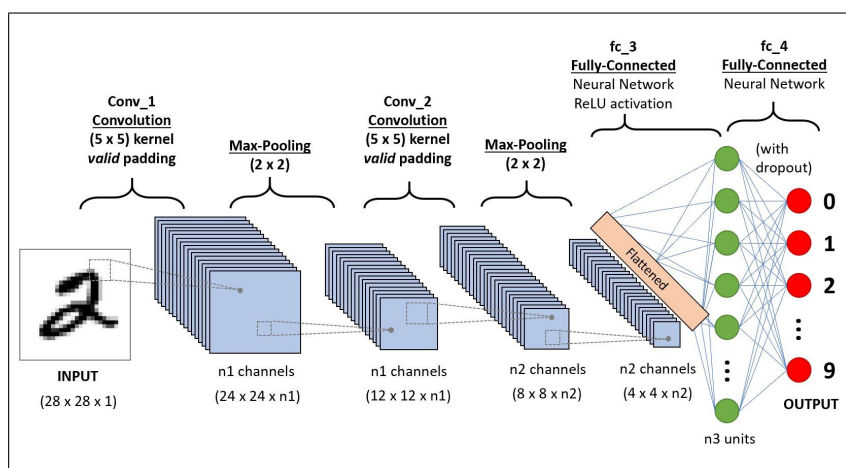 fc_3
Fully-Connected
Neural Network
ReLU activation
fc_4
Fully-Connected
Neural Network
Conv_1
Convolution
(5 x 5) kernel
valid padding
Max-Pooling
(2 x 2)
Conv_2
Convolution
(5 x 5) kernel
valid padding
Max-Pooling
(2 x 2)
(with
dropout)
Flattened
0
1
2
9
OUTPUT
INPUT
(28 x 28 x 1)
n1 channels
(24 x 24 x n1)
n1 channels
(12 x 12 x n1)
n2 channels
(8 x 8 x n2)
n2 channels
(4 x 4 x n2)
n3 units
2